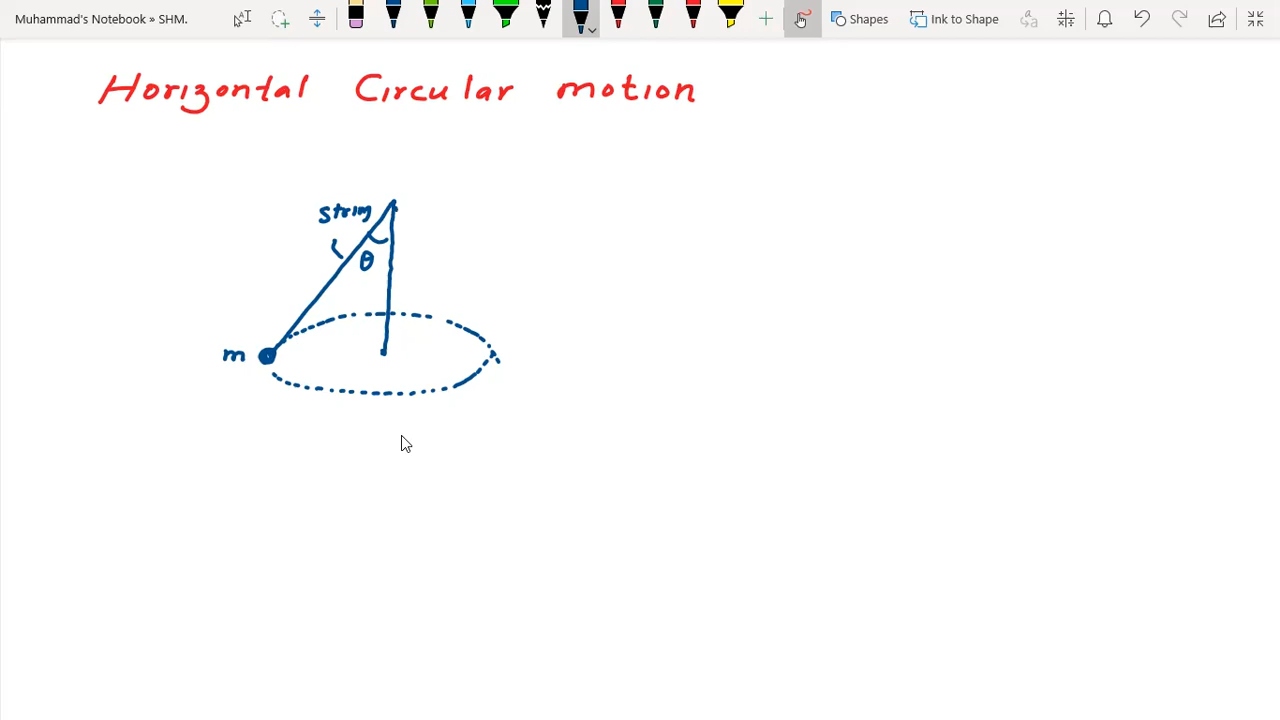 Muhammad's Notebook » SHM.
Shapes
Ink to Shape
Horizontal Circular motion
string
θ
m